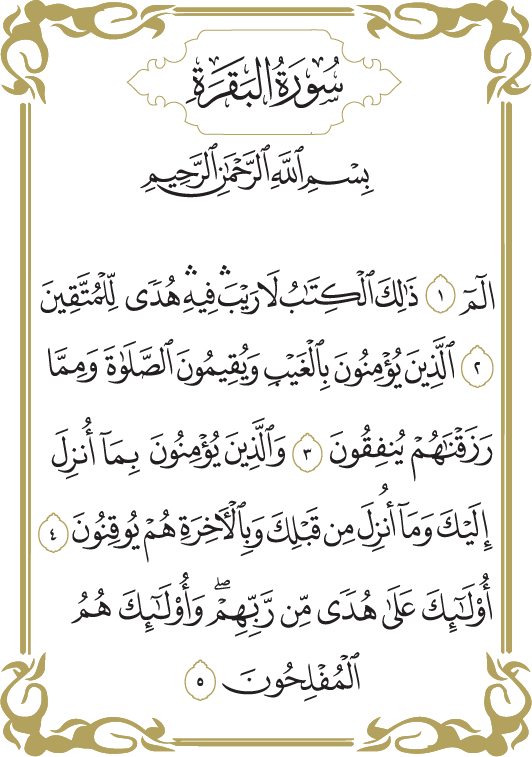 سُورَةُ البَقَرَةِ
بِسْمِ ٱللَّهِ ٱلرَّحْمَٰنِ ٱلرَّحِيمِ
الٓمٓ ١ ذَٰلِكَ ٱلْكِتَٰبُ لَا رَيْبَ ۛ فِيهِ ۛ هُدًى لِّلْمُتَّقِينَ
٢ ٱلَّذِينَ يُؤْمِنُونَ بِٱلْغَيْبِ وَيُقِيمُونَ ٱلصَّلَوٰةَ وَمِمَّا
رَزَقْنَٰهُمْ يُنفِقُونَ ٣ وَٱلَّذِينَ يُؤْمِنُونَ بِمَآ أُنزِلَ
إِلَيْكَ وَمَآ أُنزِلَ مِن قَبْلِكَ وَبِٱلْأٓخِرَةِ هُمْ يُوقِنُونَ ٤
أُوْلَٰٓئِكَ عَلَىٰ هُدًى مِّن رَّبِّهِمْ ۖ وَأُوْلَٰٓئِكَ هُمُ
ٱلْمُفْلِحُونَ ٥